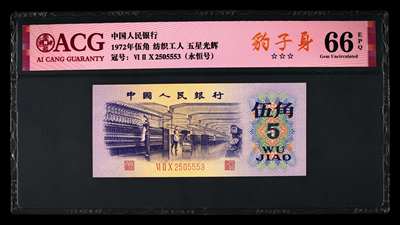 ACG
AI CANG GUARANTY
中国人民银行
1972年伍角 纺织工人 五星光辉
冠号：VI II X 2505553（永恒号）
豹子身
☆☆☆
66 EPQ
Gem Uncirculated
中國人民銀行
伍角
5
WU
JIAO
VI II X 2505553